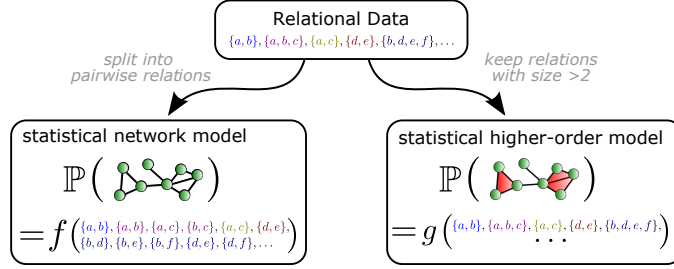 Relational Data
{a, b}, {a, b, c}, {a, c}, {d, e}, {b, d, e, f}, ...
split into
pairwise relations
keep relations
with size >2
statistical network model
ℙ( )
=f({a, b}, {a, b}, {a, c}, {b, c}, {a, c}, {d, e},
{b, d}, {b, e}, {b, f}, {d, e}, {d, f}, ...)
statistical higher-order model
ℙ( )
=g({a, b}, {a, b, c}, {a, c}, {d, e}, {b, d, e, f},
...)